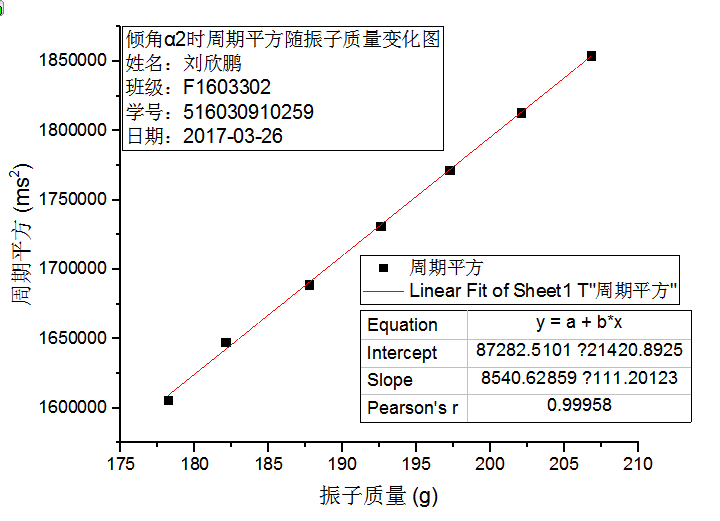 倾角α2时周期平方随振子质量变化图
姓名：刘欣鹏
班级：F1603302
学号：516030910259
日期：2017-03-26
周期平方 (ms²)
1850000
1800000
1750000
1700000
1650000
1600000
周期平方
Linear Fit of Sheet1 T"周期平方"
Equation y = a + b*x
Intercept 87282.5101 ?21420.8925
Slope 8540.62859 ?111.20123
Pearson's r 0.99958
175 180 185 190 195 200 205 210
振子质量 (g)